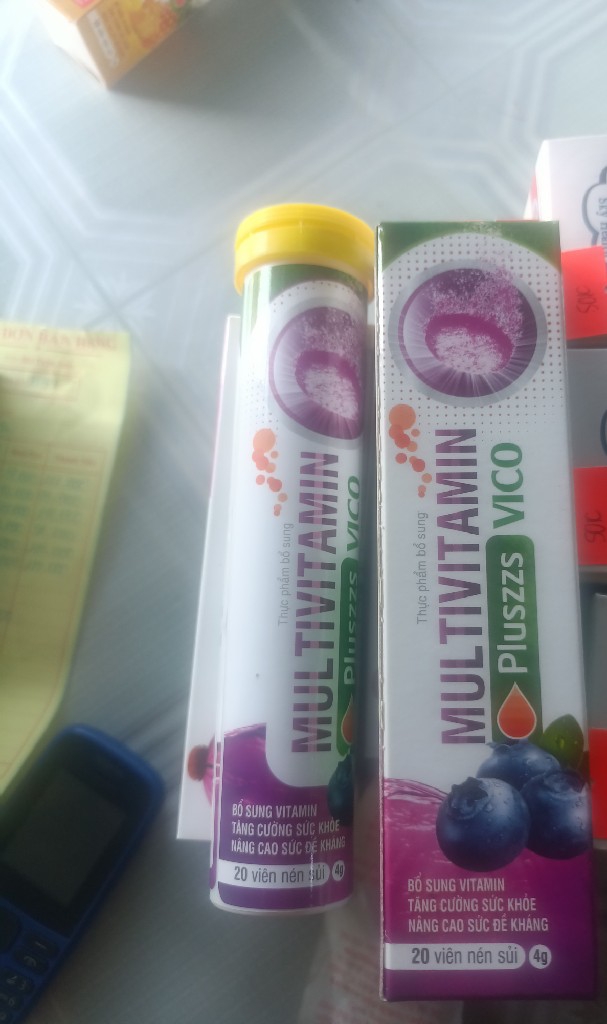 Thực phẩm bổ sung
MULTIVITAMIN
Pluszzs VICO
BỔ SUNG VITAMIN
TĂNG CƯỜNG SỨC KHỎE
NÂNG CAO SỨC ĐỀ KHÁNG
20 viên nén sủi 4g
Thực phẩm bổ sung
MULTIVITAMIN
Pluszzs VICO
BỔ SUNG VITAMIN
TĂNG CƯỜNG SỨC KHỎE
NÂNG CAO SỨC ĐỀ KHÁNG
20 viên nén sủi 4g